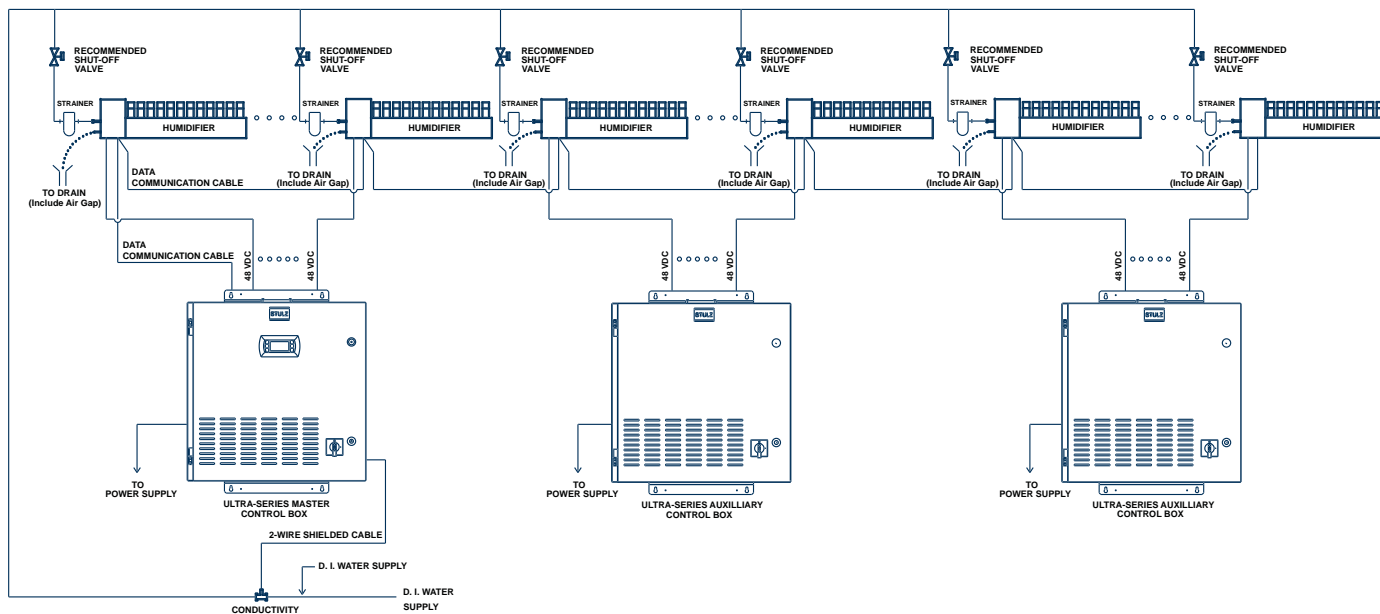 RECOMMENDED
SHUT-OFF
VALVE
RECOMMENDED
SHUT-OFF
VALVE
RECOMMENDED
SHUT-OFF
VALVE
RECOMMENDED
SHUT-OFF
VALVE
RECOMMENDED
SHUT-OFF
VALVE
RECOMMENDED
SHUT-OFF
VALVE
STRAINER
STRAINER
STRAINER
STRAINER
STRAINER
STRAINER
HUMIDIFIER
HUMIDIFIER
HUMIDIFIER
HUMIDIFIER
HUMIDIFIER
HUMIDIFIER
TO DRAIN
(Include Air Gap)
DATA
COMMUNICATION CABLE
TO DRAIN
(Include Air Gap)
TO DRAIN
(Include Air Gap)
TO DRAIN
(Include Air Gap)
TO DRAIN
(Include Air Gap)
TO DRAIN
(Include Air Gap)
DATA
COMMUNICATION CABLE
48 VDC
48 VDC
48 VDC
48 VDC
48 VDC
48 VDC
STULZ
STULZ
STULZ
TO
POWER SUPPLY
TO
POWER SUPPLY
TO
POWER SUPPLY
ULTRA-SERIES MASTER
CONTROL BOX
ULTRA-SERIES AUXILLIARY
CONTROL BOX
ULTRA-SERIES AUXILLIARY
CONTROL BOX
2-WIRE SHIELDED CABLE
D. I. WATER SUPPLY
D. I. WATER
SUPPLY
CONDUCTIVITY